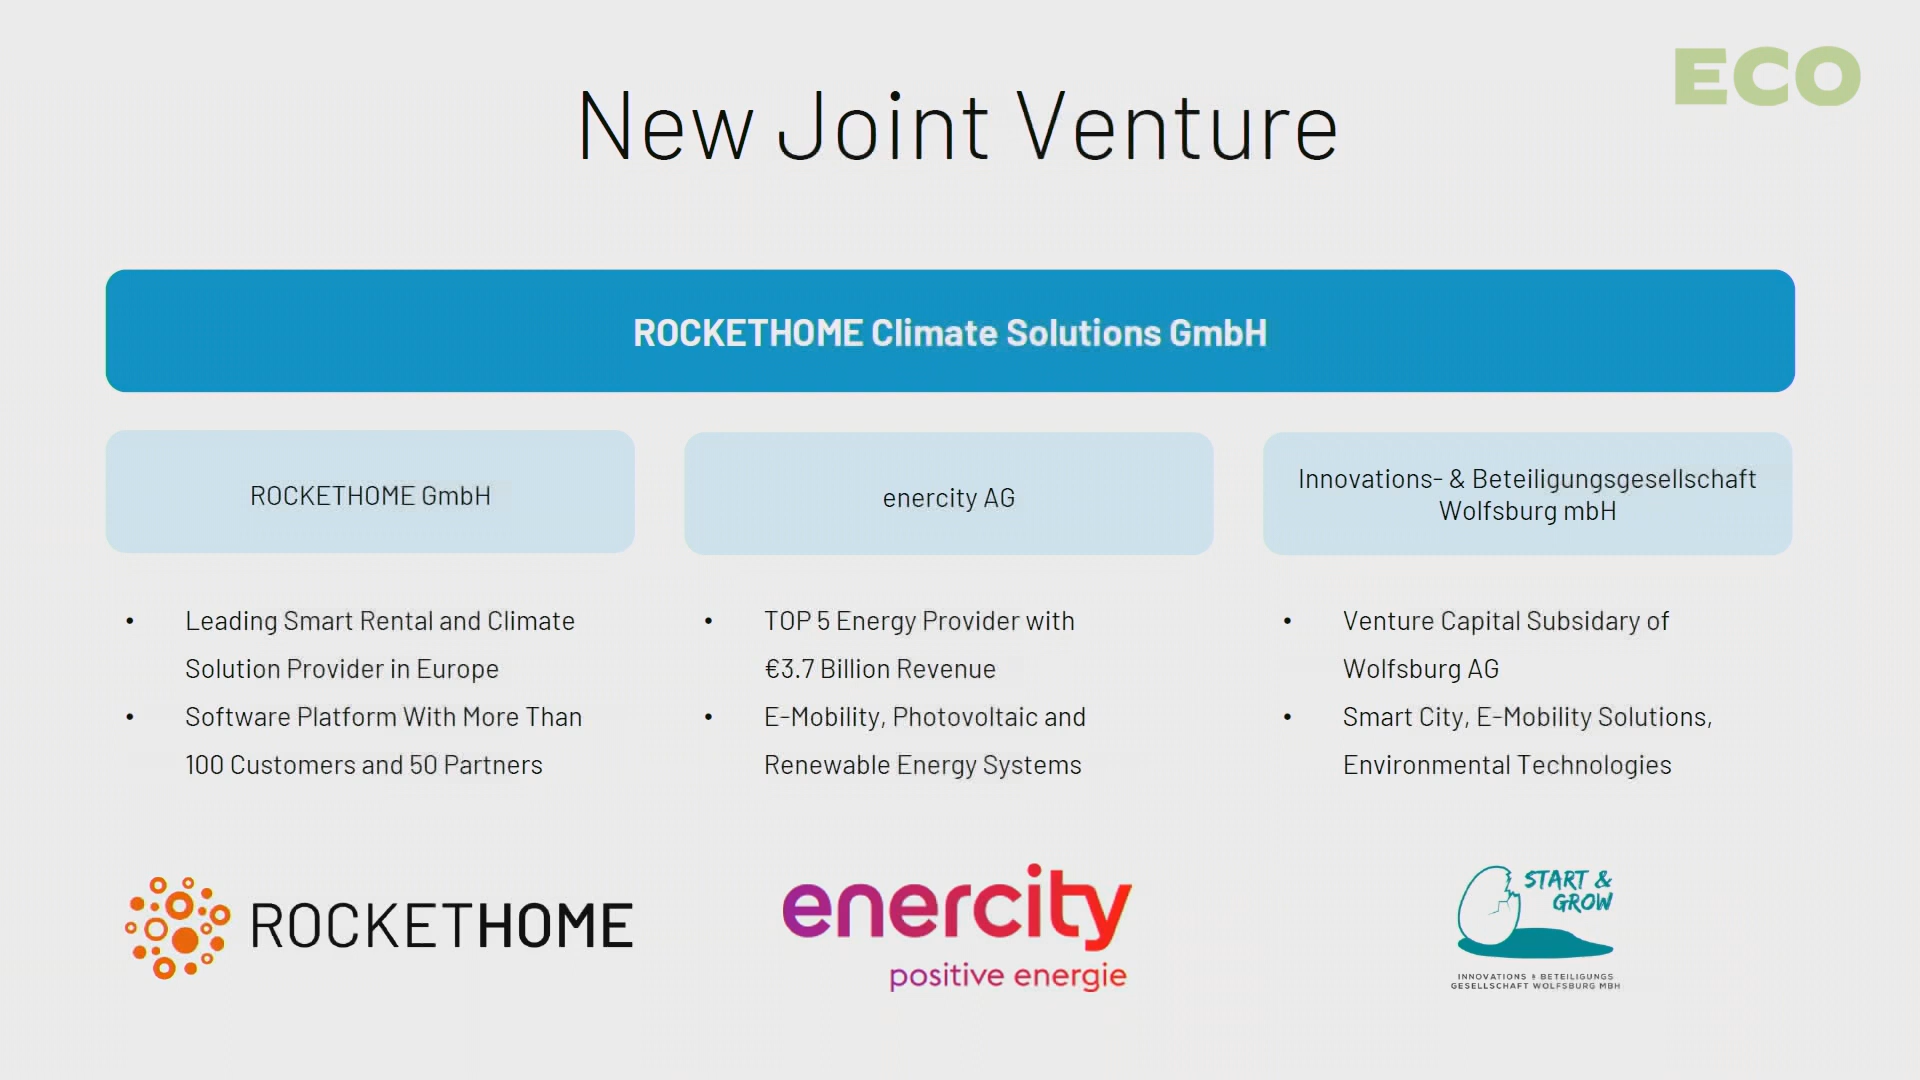 ECO
New Joint Venture
ROCKETHOME Climate Solutions GmbH
ROCKETHOME GmbH
• Leading Smart Rental and Climate
Solution Provider in Europe
• Software Platform With More Than
100 Customers and 50 Partners
ROCKETHOME
enercity AG
• TOP 5 Energy Provider with
€3.7 Billion Revenue
• E-Mobility, Photovoltaic and
Renewable Energy Systems
enercity
positive energie
Innovations- & Beteiligungsgesellschaft
Wolfsburg mbH
• Venture Capital Subsidary of
Wolfsburg AG
• Smart City, E-Mobility Solutions,
Environmental Technologies
START &
GROW
INNOVATIONS & BETEILIGUNGS
GESELLSCHAFT WOLFSBURG MBH